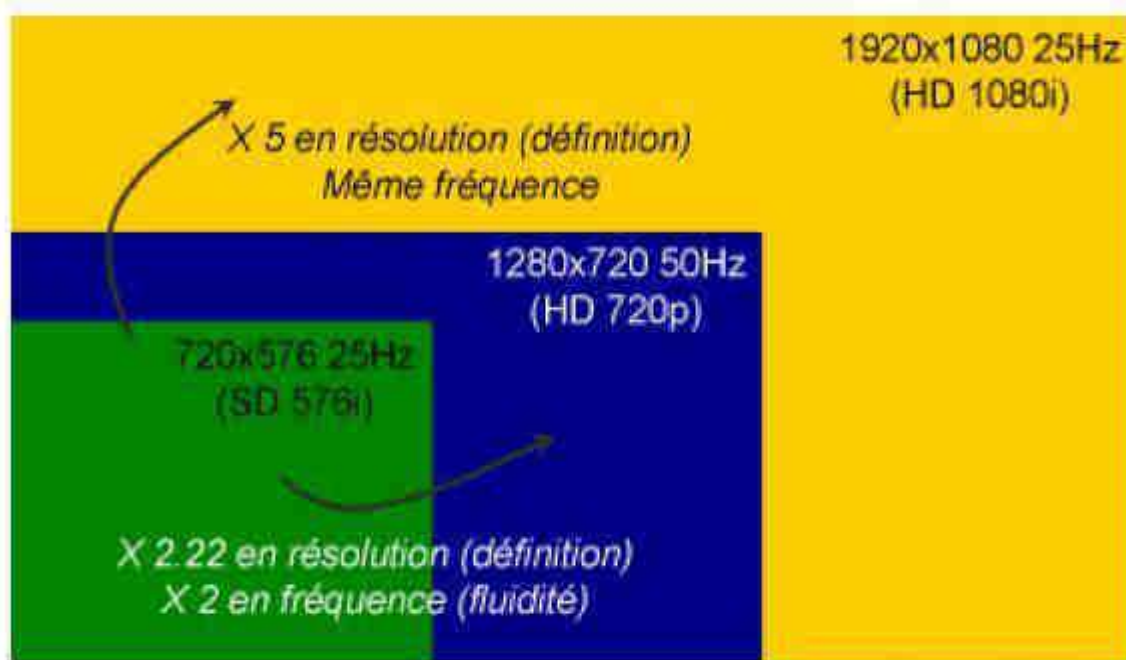 1920x1080 25Hz
(HD 1080i)
X 5 en résolution (définition)
Même fréquence
1280x720 50Hz
(HD 720p)
720x576 25Hz
(SD 576i)
X 2.22 en résolution (définition)
X 2 en fréquence (fluidité)